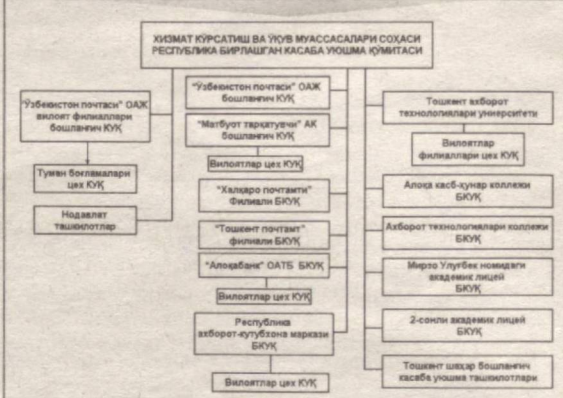 ХИЗМАТ КЎРСАТИШ ВА ЎҚУВ МУАССАСАЛАРИ СОҲАСИ
РЕСПУБЛИКА БИРЛАШГАН КАСАБА УЮШМА ҚЎМИТАСИ
"Ўзбекистон почтаси" ОАЖ
вилоят филиаллари
бошланғич КУҚ
Туман боғламалари
цех КУҚ
Нодавлат
ташкилотлар
"Ўзбекистон почтаси" ОАЖ
бошланғич КУҚ
"Матбуот тарқатувчи" АК
бошланғич КУҚ
Вилоятлар цех КУҚ
"Халқаро почтамти"
Филиали БКУҚ
"Тошкент почтамт"
филиали БКУҚ
"Алоқабанк" ОАТБ БКУҚ
Вилоятлар цех КУҚ
Республика
ахборот-кутубхона маркази
БКУҚ
Вилоятлар цех КУҚ
Тошкент ахборот
технологиялари университети
Вилоятлар
филиаллари цех КУҚ
Алоқа касб-ҳунар коллежи
БКУҚ
Ахборот технологиялари коллежи
БКУҚ
Мирзо Улуғбек номидаги
академик лицей
БКУҚ
2-сонли академик лицей
БКУҚ
Тошкент шаҳар бошланғич
касаба уюшма ташкилотлари